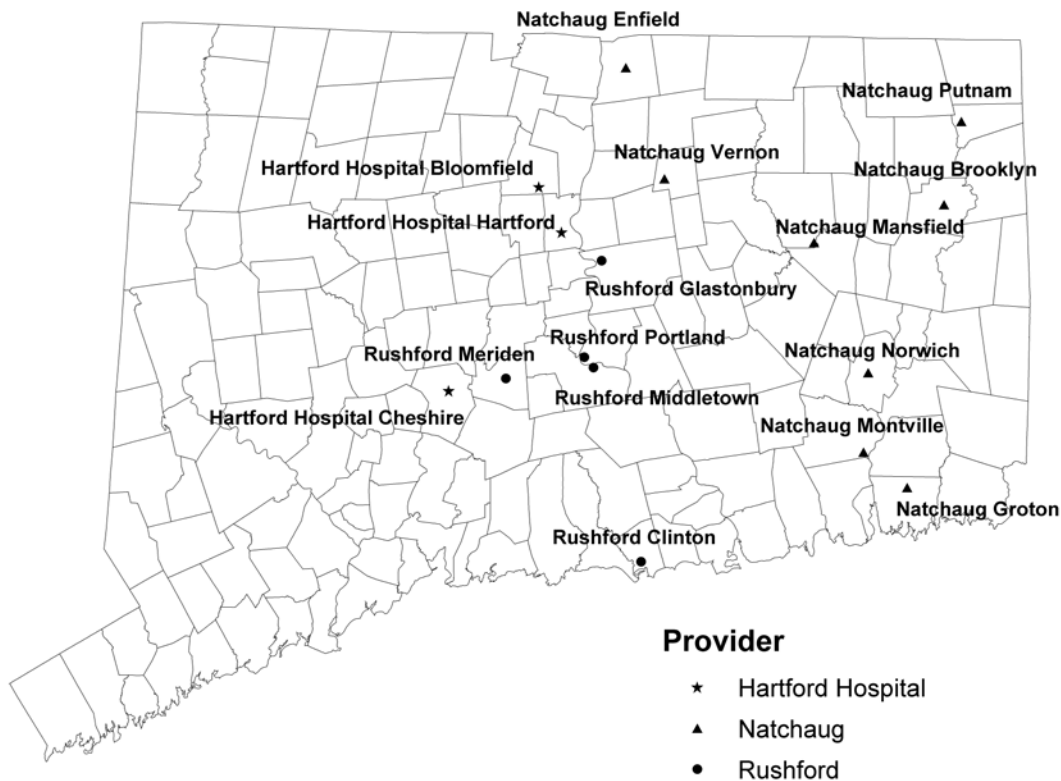 Natchaug Enfield
Natchaug Putnam
Natchaug Vernon
Hartford Hospital Bloomfield
Natchaug Brooklyn
Hartford Hospital Hartford
Natchaug Mansfield
Rushford Glastonbury
Rushford Portland
Rushford Meriden
Natchaug Norwich
Rushford Middletown
Hartford Hospital Cheshire
Natchaug Montville
Natchaug Groton
Rushford Clinton
Provider
Hartford Hospital
Natchaug
Rushford